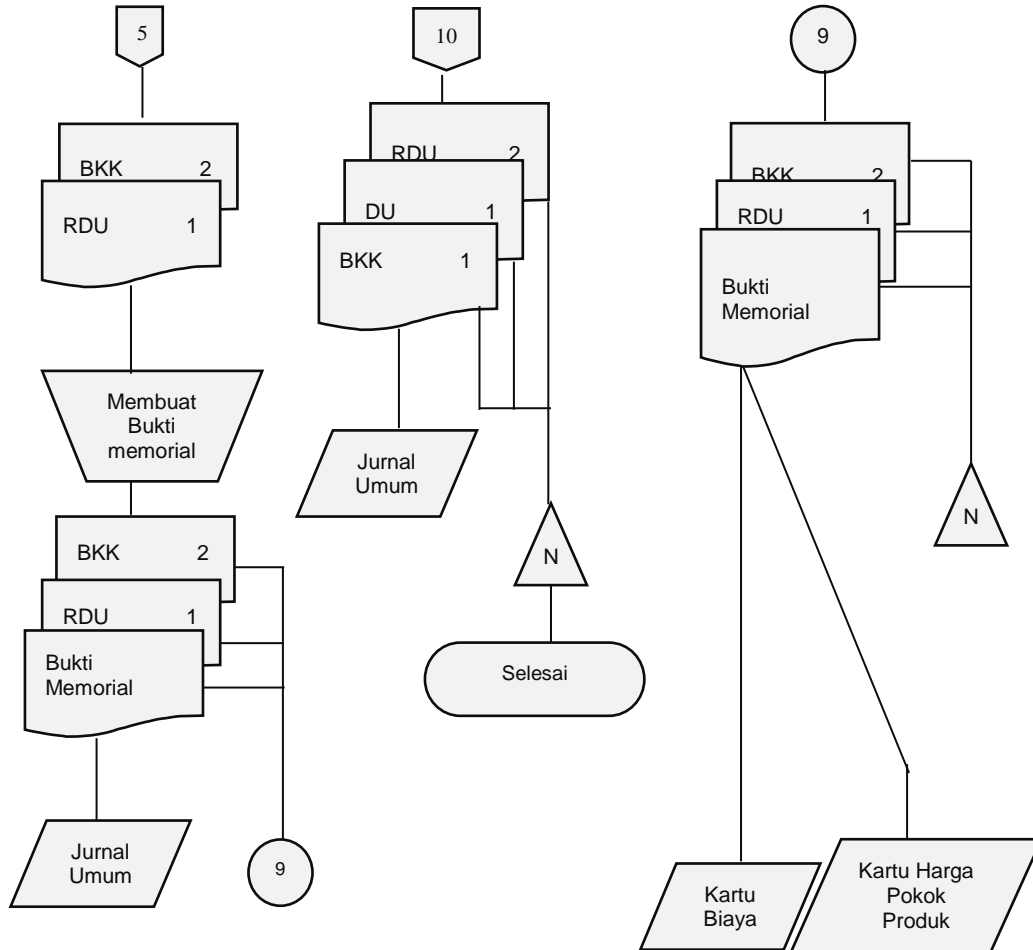 5
BKK 2
RDU 1
Membuat
Bukti
memorial
BKK 2
RDU 1
Bukti
Memorial
Jurnal
Umum
9
10
RDU 2
DU 1
BKK 1
Jurnal
Umum
N
Selesai
9
BKK 2
RDU 1
Bukti
Memorial
N
Kartu
Biaya
Kartu Harga
Pokok
Produk